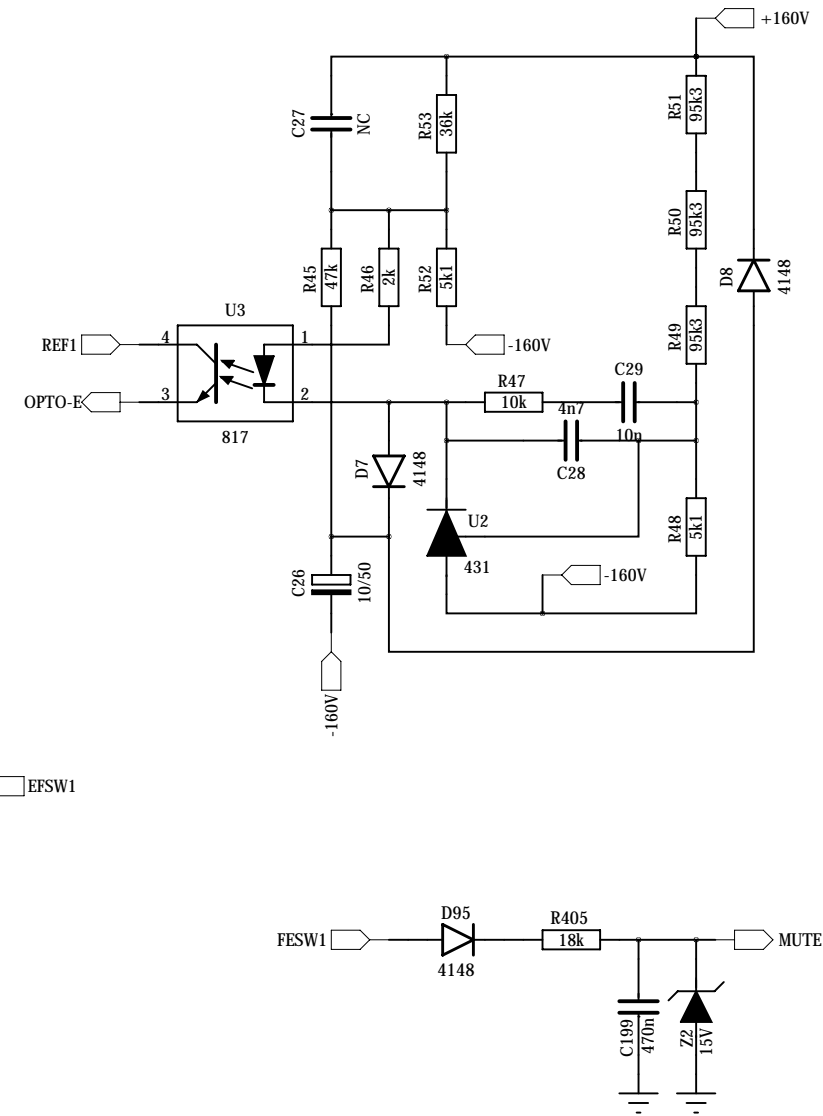 +160V
C27
NC
R53
36k
R51
95k3
R50
95k3
R45
47k
R46
2k
R52
5k1
D8
4148
U3
REF1
4
1
-160V
R49
95k3
OPTO-E
3
2
R47
10k
C29
10n
4n7
C28
817
D7
4148
U2
431
R48
5k1
C26
10/50
-160V
-160V
EFSW1
FESW1
D95
4148
R405
18k
MUTE
C199
470n
Z2
15V